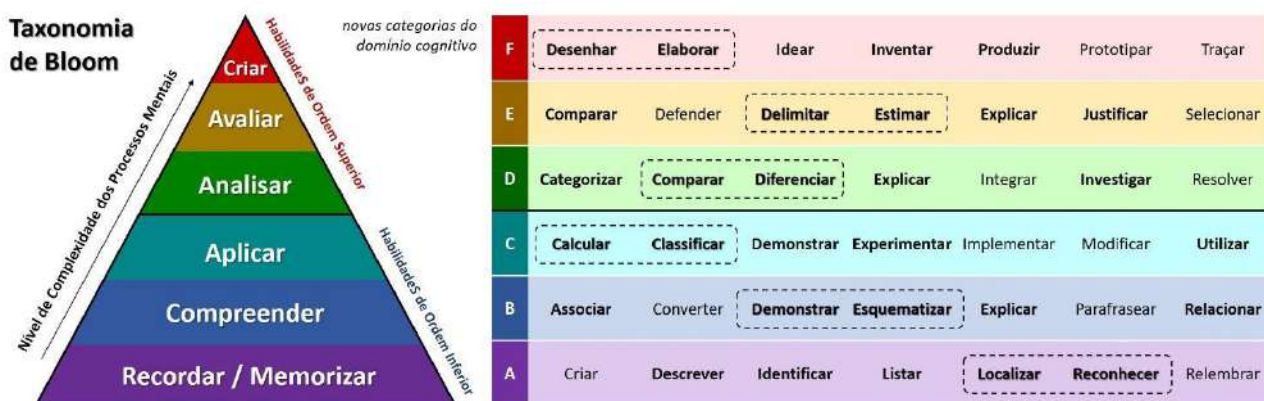 Taxonomia
de Bloom
novas categorias do
domínio cognitivo
Nível de Complexidade dos Processos Mentais
HabilidadeS de Ordem Superior
HabilidadeS de Ordem Inferior
Criar
Avaliar
Analisar
Aplicar
Compreender
Recordar / Memorizar
F Desenhar Elaborar Idear Inventar Produzir Prototipar Traçar
E Comparar Defender Delimitar Estimar Explicar Justificar Selecionar
D Categorizar Comparar Diferenciar Explicar Integrar Investigar Resolver
C Calcular Classificar Demonstrar Experimentar Implementar Modificar Utilizar
B Associar Converter Demonstrar Esquematizar Explicar Parafrasear Relacionar
A Criar Descrever Identificar Listar Localizar Reconhecer Relembrar